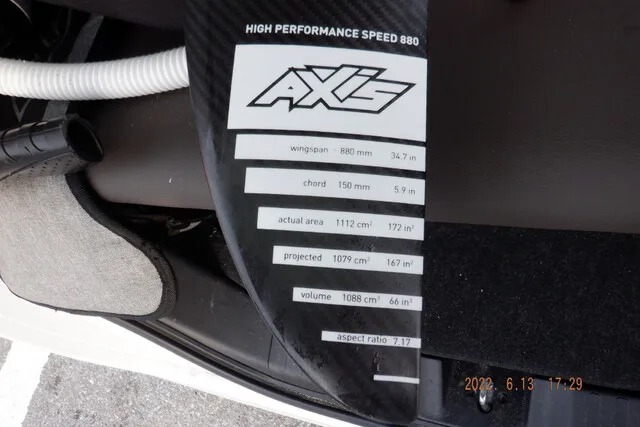 HIGH PERFORMANCE SPEED 880
AXIS
wingspan - 880 mm 34.7 in
chord 150 mm 5.9 in
actual area 1112 cm² 172 in²
projected 1079 cm² 167 in²
volume 1088 cm³ 66 in³
aspect ratio 7.17
2022. 6.13 17:29